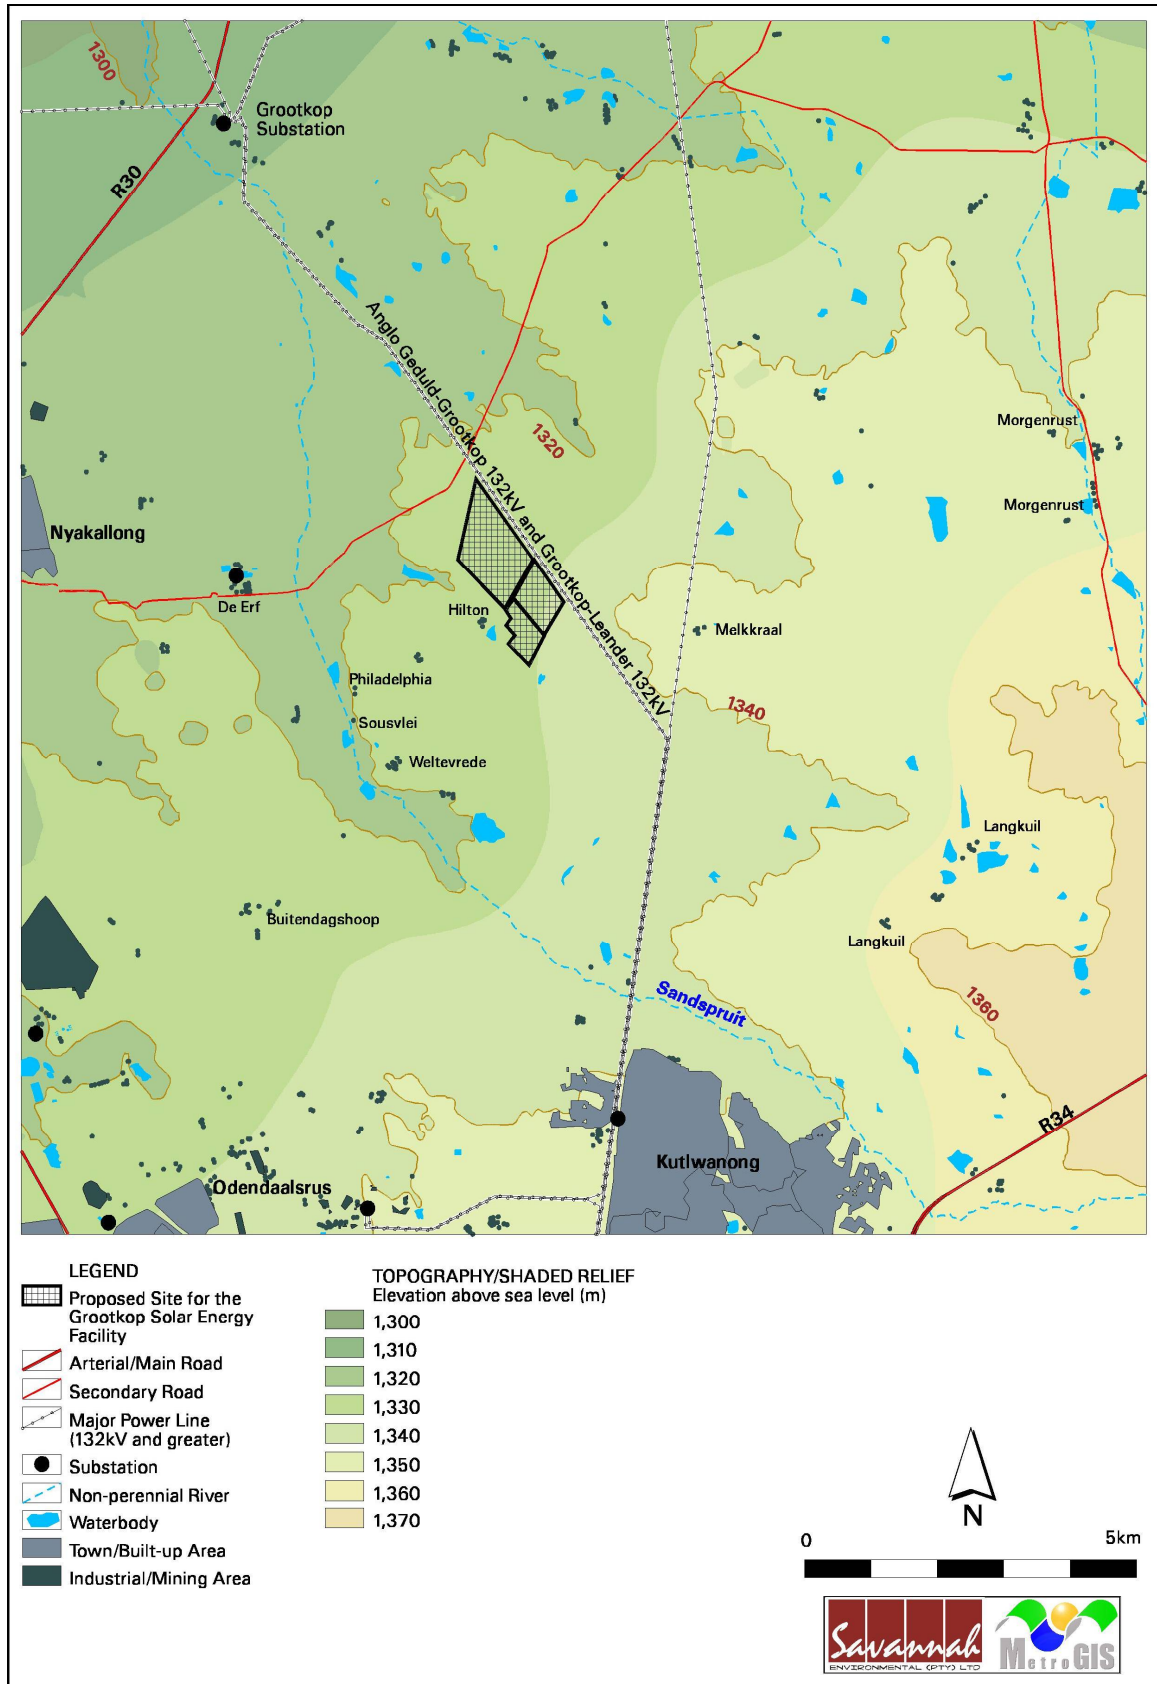 1300
Grootkop
Substation
R30
Anglo Geduld-Grootkop 132kV and Grootkop-Leander 132kV
1320
Morgenrust
Morgenrust
Nyakallong
De Erf
Hilton
Melkkraal
Philadelphia
1340
Sousvlei
Weltevrede
Langkuil
Buitendagshoop
Langkuil
Sandspruit
1360
R34
Kutlwanong
Odendaalsrus
LEGEND
Proposed Site for the
Grootkop Solar Energy
Facility
Arterial/Main Road
Secondary Road
Major Power Line
(132kV and greater)
Substation
Non-perennial River
Waterbody
Town/Built-up Area
Industrial/Mining Area
TOPOGRAPHY/SHADED RELIEF
Elevation above sea level (m)
1,300
1,310
1,320
1,330
1,340
1,350
1,360
1,370
N
0 5km
Savannah
ENVIRONMENTAL (PTY) LTD
MetroGIS